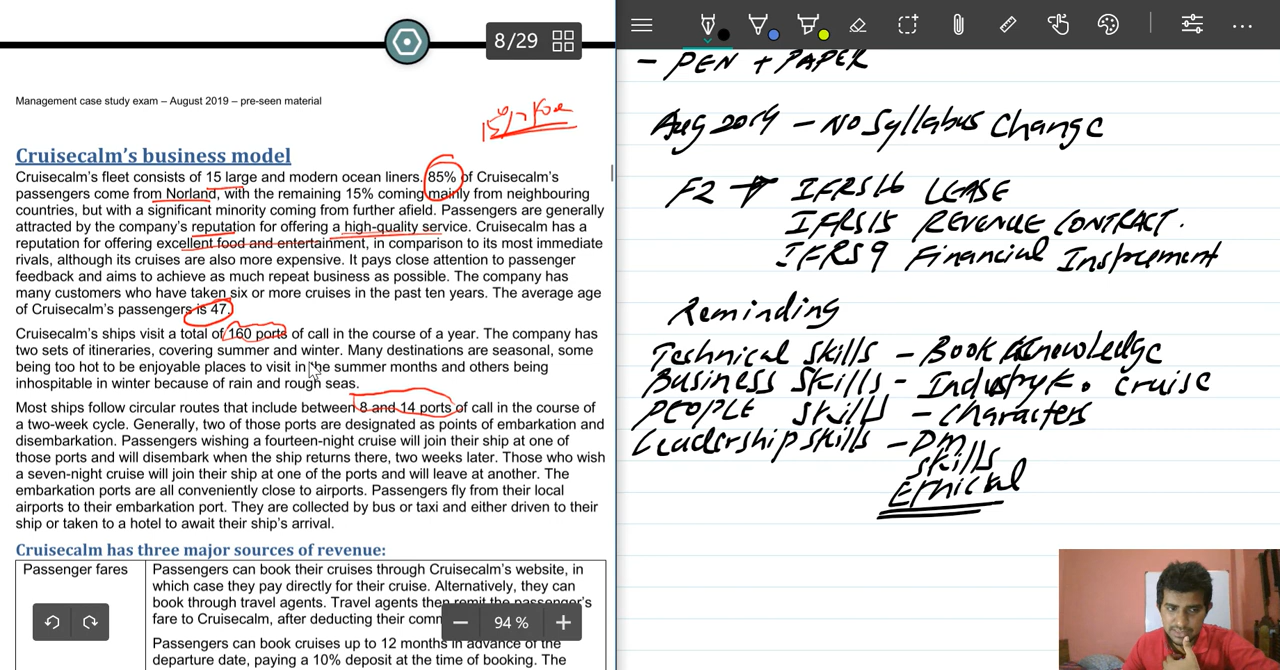 8/29
Management case study exam – August 2019 – pre-seen material
Cruisecalm's business model
Cruisecalm's fleet consists of 15 large and modern ocean liners. 85% of Cruisecalm's
passengers come from Norland, with the remaining 15% coming mainly from neighbouring
countries, but with a significant minority coming from further afield. Passengers are generally
attracted by the company's reputation for offering a high-quality service. Cruisecalm has a
reputation for offering excellent food and entertainment, in comparison to its most immediate
rivals, although its cruises are also more expensive. It pays close attention to passenger
feedback and aims to achieve as much repeat business as possible. The company has
many customers who have taken six or more cruises in the past ten years. The average age
of Cruisecalm's passengers is 47.
Cruisecalm's ships visit a total of 160 ports of call in the course of a year. The company has
two sets of itineraries, covering summer and winter. Many destinations are seasonal, some
being too hot to be enjoyable places to visit in the summer months and others being
inhospitable in winter because of rain and rough seas.
Most ships follow circular routes that include between 8 and 14 ports of call in the course of
a two-week cycle. Generally, two of those ports are designated as points of embarkation and
disembarkation. Passengers wishing a fourteen-night cruise will join their ship at one of
those ports and will disembark when the ship returns there, two weeks later. Those who wish
a seven-night cruise will join their ship at one of the ports and will leave at another. The
embarkation ports are all conveniently close to airports. Passengers fly from their local
airports to their embarkation port. They are collected by bus or taxi and either driven to their
ship or taken to a hotel to await their ship's arrival.
Cruisecalm has three major sources of revenue:
Passenger fares
Passengers can book their cruises through Cruisecalm's website, in
which case they pay directly for their cruise. Alternatively, they can
book through travel agents. Travel agents then remit the passenger's
fare to Cruisecalm, after deducting their
Passengers can book cruises up to 12 months in advance of the
departure date, paying a 10% deposit at the time of booking. The
94 %
- PEN + PAPER
Aug 2019 - No Syllabus Change
F2 → IFRS16 LEASE
IFRS15 REVENUE CONTRACT.
IFRS9 Financial Instrument
Reminding
Technical Skills - Book Knowledge
Business Skills - Industry K. Cruise
PEOPLE Skills - Characters
Leadership skills - DM
Skills
Ethical